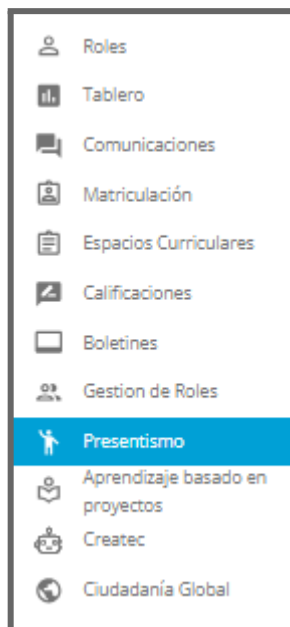 Roles
Tablero
Comunicaciones
Matriculación
Espacios Curriculares
Calificaciones
Boletines
Gestion de Roles
Presentismo
Aprendizaje basado en
proyectos
Createc
Ciudadanía Global